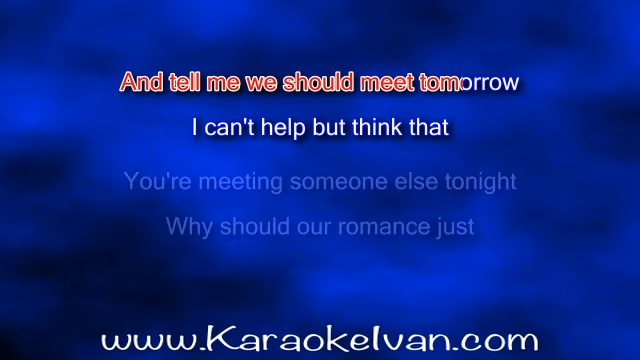 And tell me we should meet tomorrow
I can't help but think that
You're meeting someone else tonight
Why should our romance just
www.KaraokeIvan.com